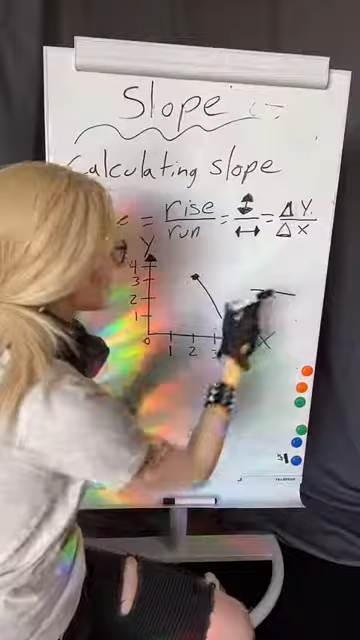 Slope
Calculating slope
= rise/run = ↕/↔ = ΔY/ΔX
Y
4
3
2
1
0 1 2 3 X